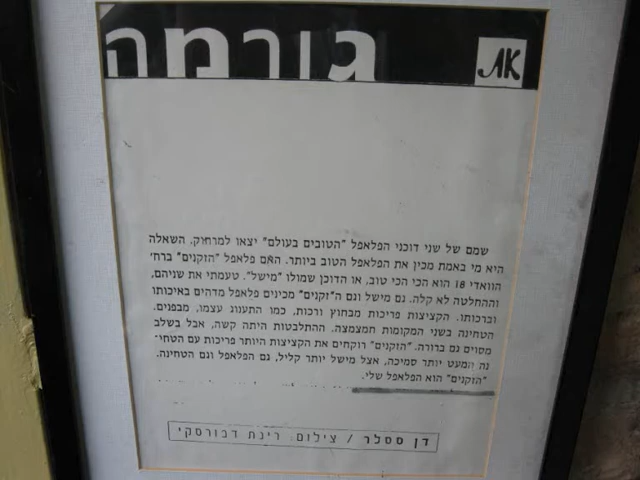 גורמה
AK
שמם של שני דוכני הפלאפל "הטובים בעולם" יצאו למרחוק. השאלה
היא מי באמת מכין את הפלאפל הטוב ביותר. האם פלאפל "הזקנים" ברח'
הוואדי 18 הוא הכי הכי טוב, או הדוכן שמולו "מישל". טעמתי את שניהם,
וההחלטה לא קלה. גם מישל וגם ה"זקנים" מכינים פלאפל מדהים באיכותו
וברכותו. הקציצות פריכות מבחוץ ורכות, כמו התענוג עצמו, מבפנים.
הטחינה בשני המקומות חמצמצה. ההתלבטות היתה קשה, אבל בשלב
מסוים גם ברורה. "הזקנים" רוקחים את הקציצות היותר פריכות עם הטחי-
נה המעט יותר סמיכה, אצל מישל יותר קליל, גם הפלאפל וגם הטחינה.
"הזקנים" הוא הפלאפל שלי.
דן ססלר / צילום: רינת דבורסקי